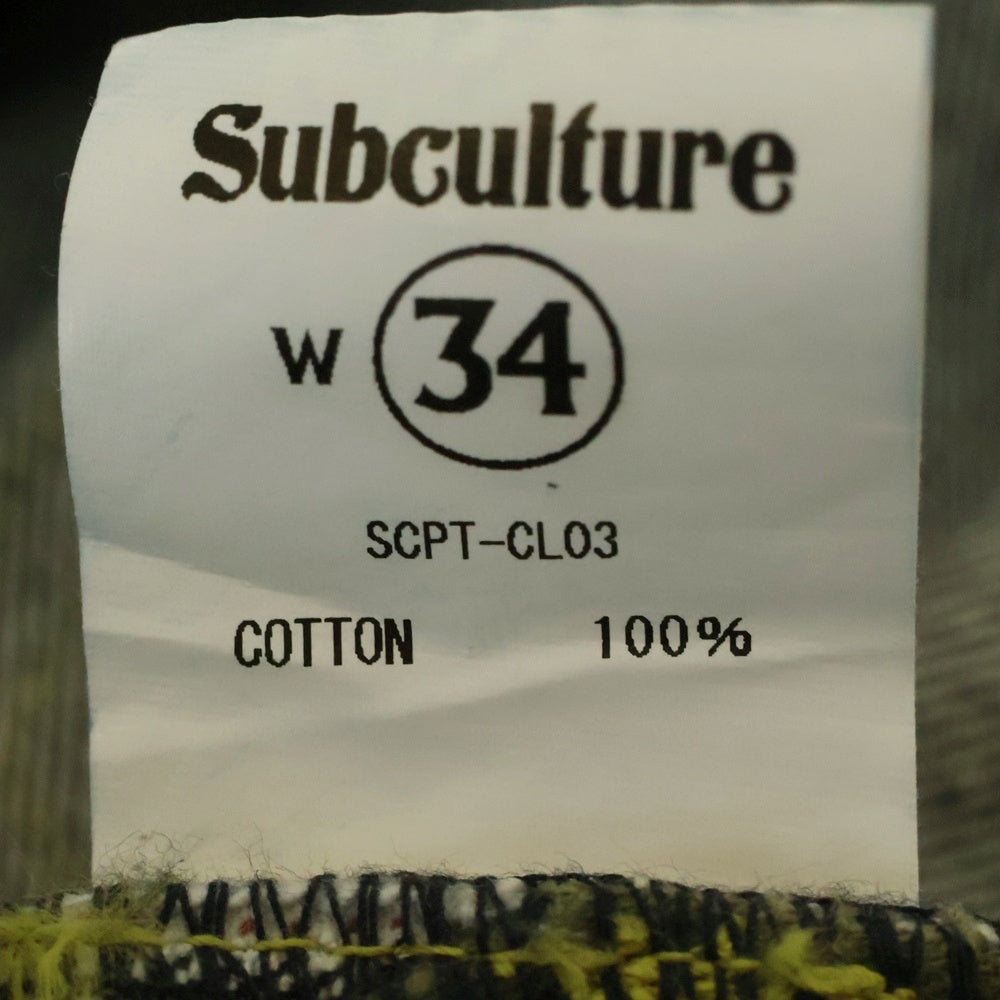 Subculture
W 34
SCPT-CL03
COTTON 100%